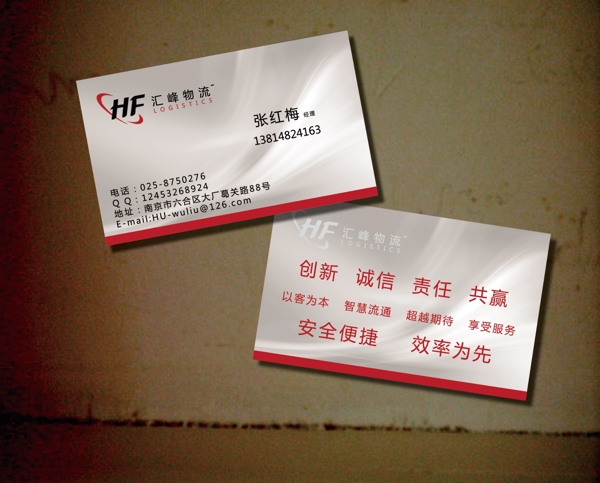 HF 汇峰物流
LOGISTICS
张红梅 经理
13814824163
电话：025-8750276
Q Q：12453268924
地址：南京市六合区大厂葛关路88号
E-mail:HU-wuliu@126.com
HF 汇峰物流
LOGISTICS
创新 诚信 责任 共赢
以客为本 智慧流通 超越期待 享受服务
安全便捷 效率为先